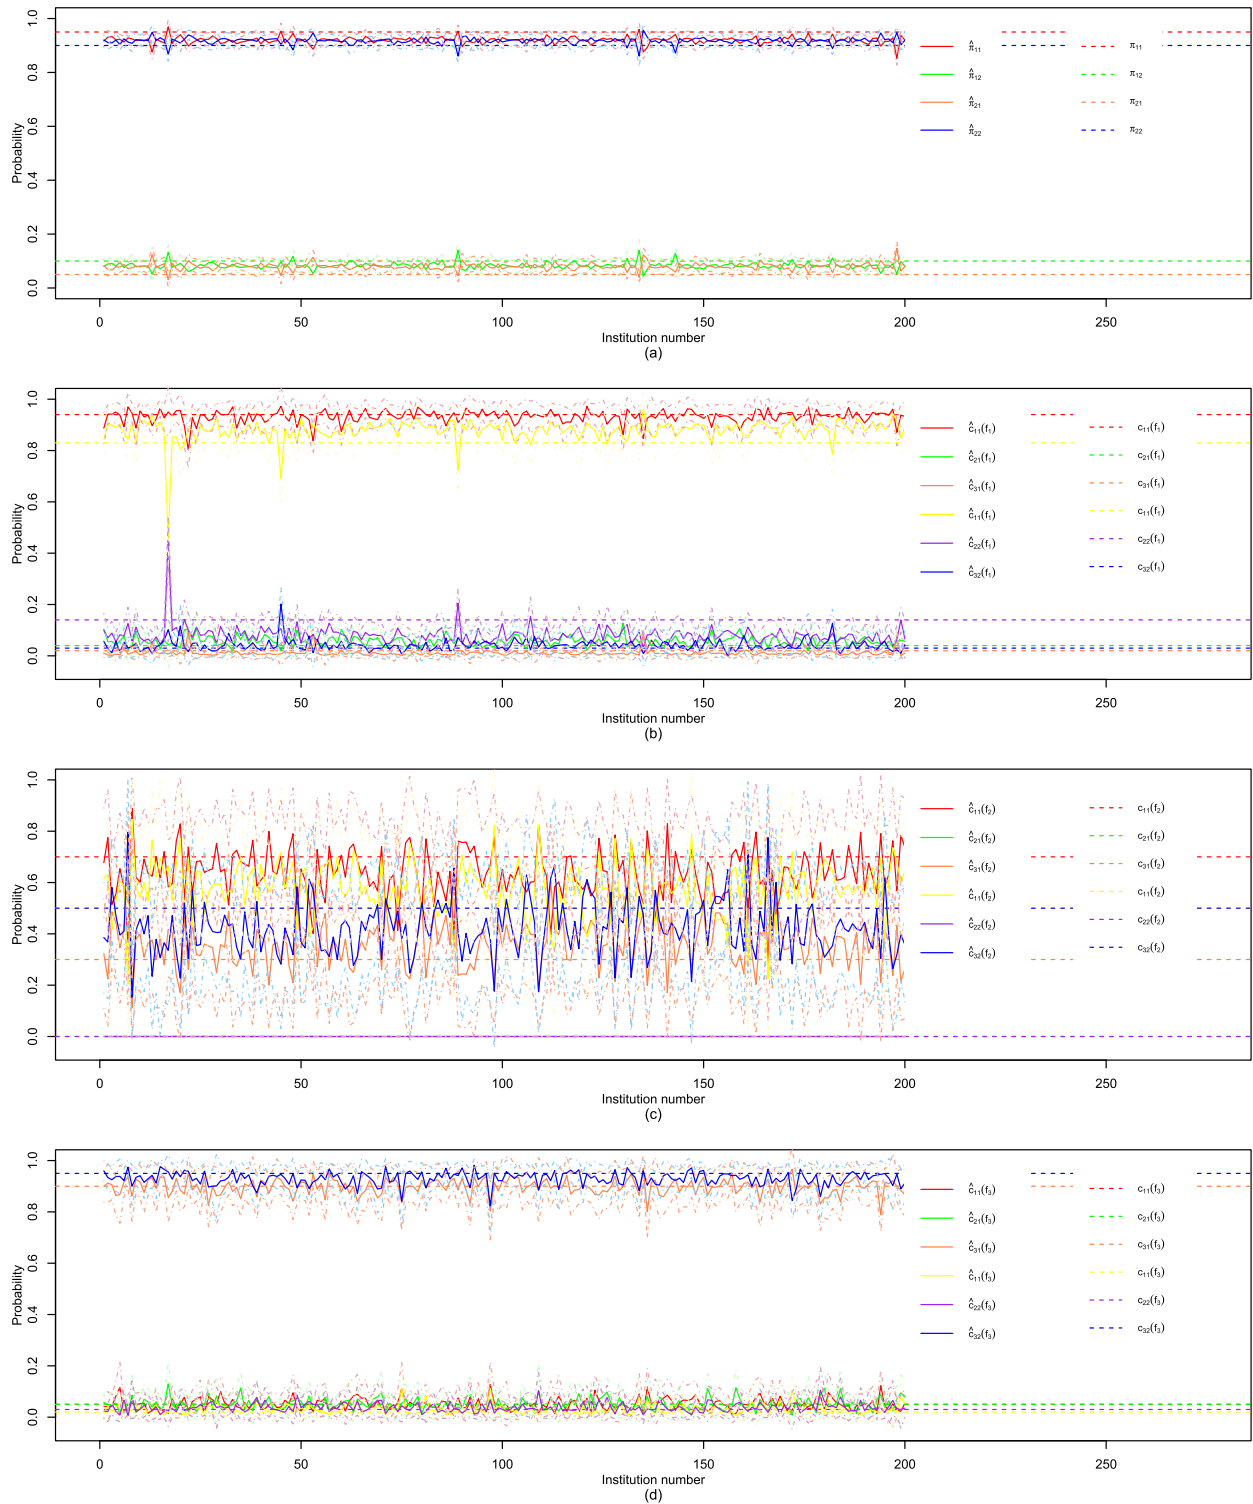 1.0
0.8
0.6
0.4
0.2
0.0
Probability
π̂11 π11
π̂12 π12
π̂21 π21
π̂22 π22
0 50 100 150 200 250
Institution number
(a)
1.0
0.8
0.6
0.4
0.2
0.0
Probability
ĉ11(f1) c11(f1)
ĉ21(f1) c21(f1)
ĉ31(f1) c31(f1)
ĉ11(f1) c11(f1)
ĉ22(f1) c22(f1)
ĉ32(f1) c32(f1)
0 50 100 150 200 250
Institution number
(b)
1.0
0.8
0.6
0.4
0.2
0.0
Probability
ĉ11(f2) c11(f2)
ĉ21(f2) c21(f2)
ĉ31(f2) c31(f2)
ĉ11(f2) c11(f2)
ĉ22(f2) c22(f2)
ĉ32(f2) c32(f2)
0 50 100 150 200 250
Institution number
(c)
1.0
0.8
0.6
0.4
0.2
0.0
Probability
ĉ11(f3) c11(f3)
ĉ21(f3) c21(f3)
ĉ31(f3) c31(f3)
ĉ11(f3) c11(f3)
ĉ22(f3) c22(f3)
ĉ32(f3) c32(f3)
0 50 100 150 200 250
Institution number
(d)